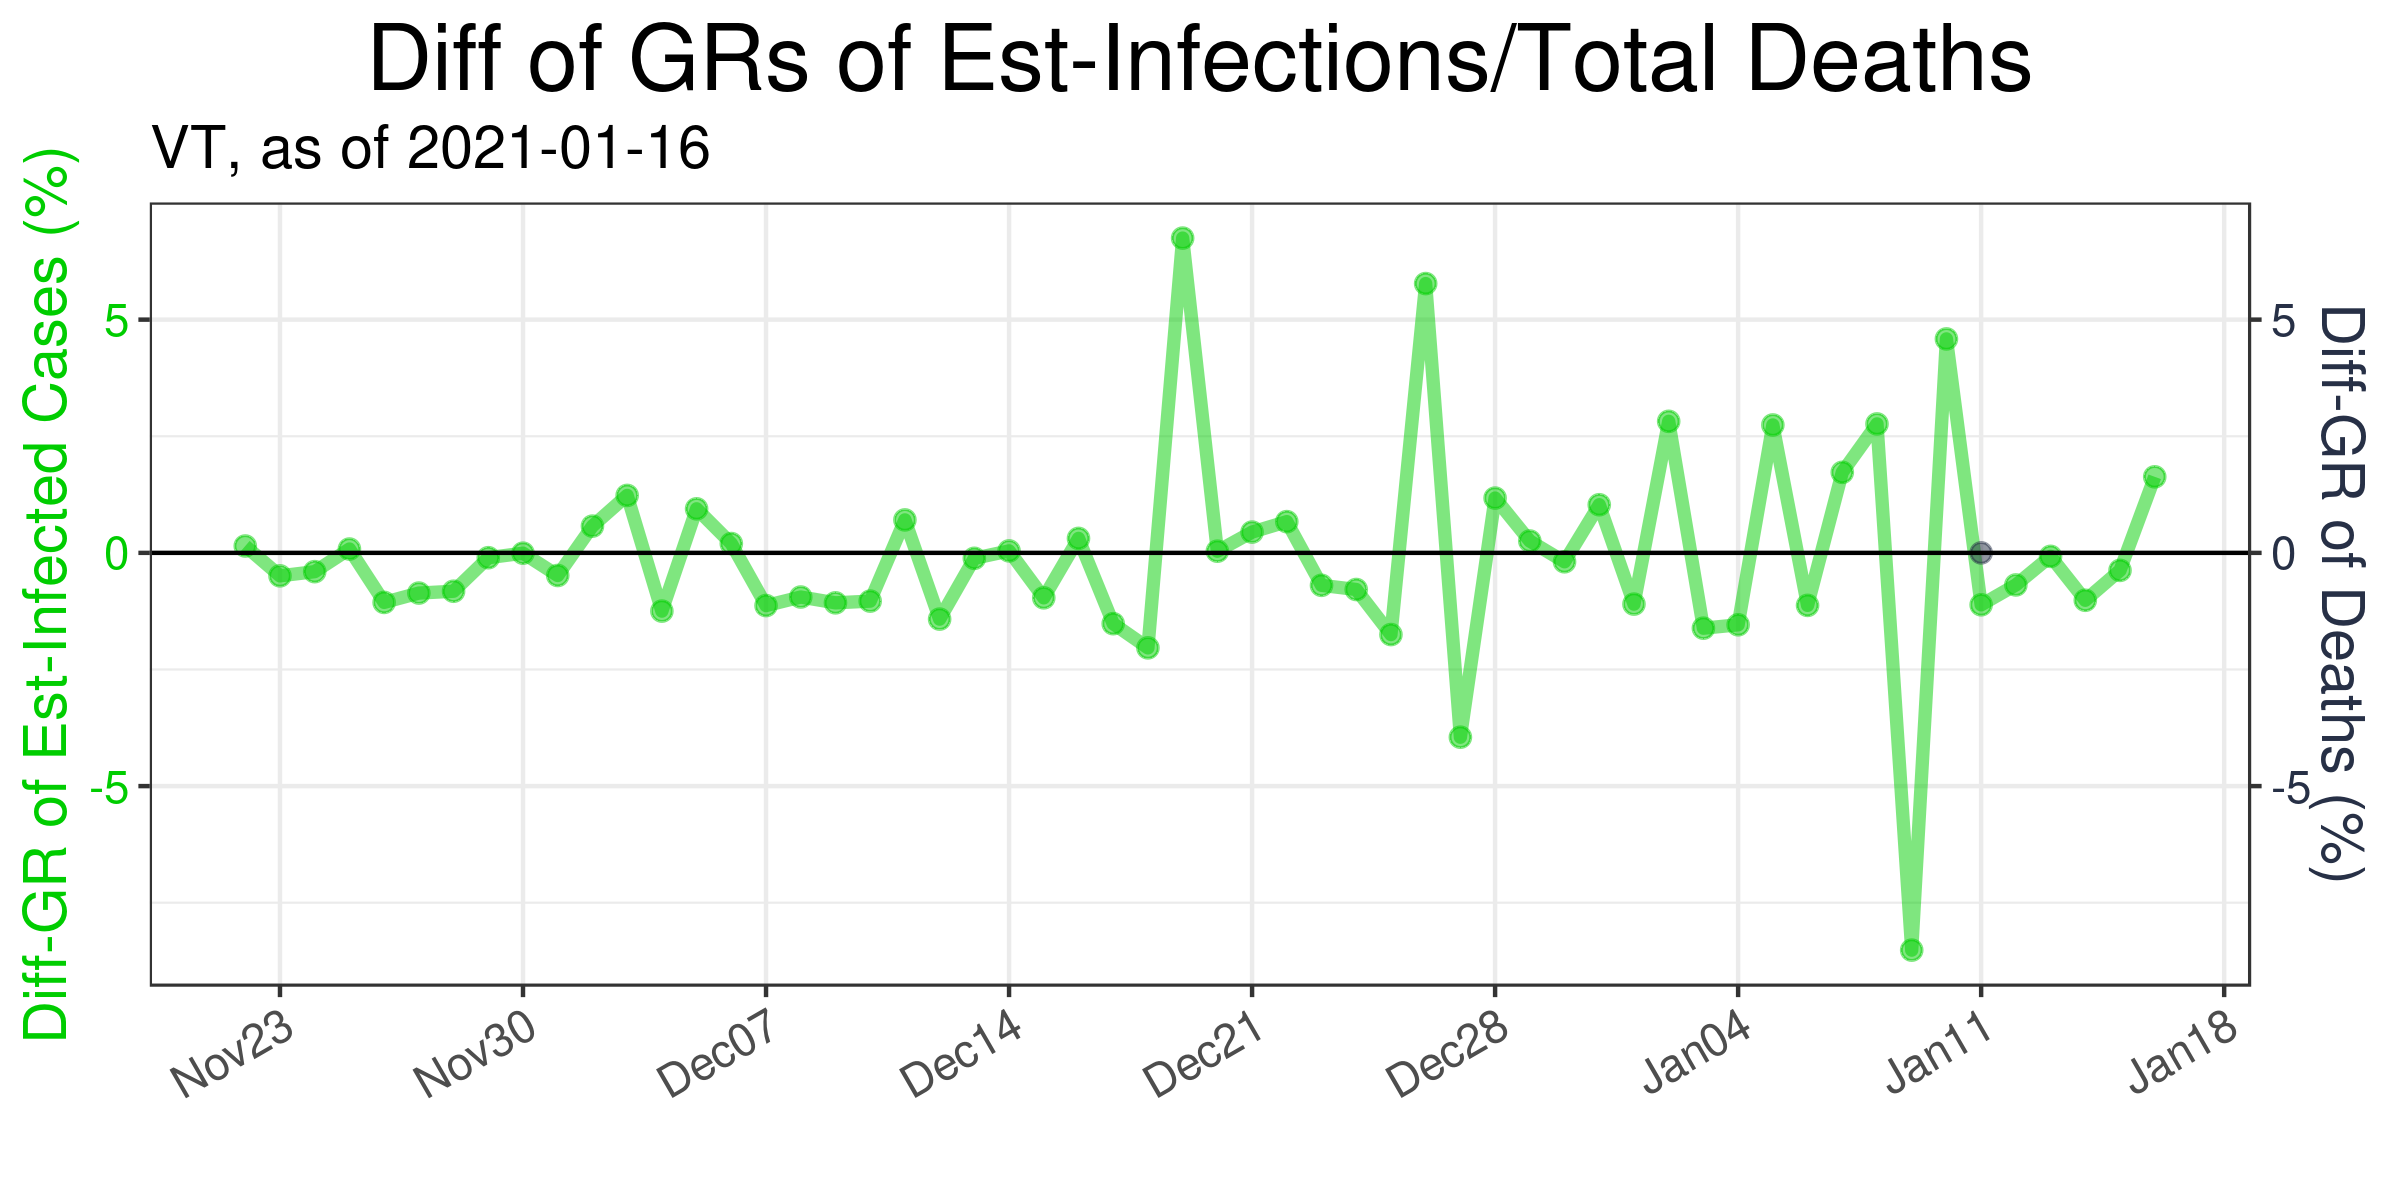 Diff of GRs of Est-Infections/Total Deaths
VT, as of 2021-01-16
Diff-GR of Est-Infected Cases (%)
5
0
-5
5
0
-5
Diff-GR of Deaths (%)
Nov23
Nov30
Dec07
Dec14
Dec21
Dec28
Jan04
Jan11
Jan18